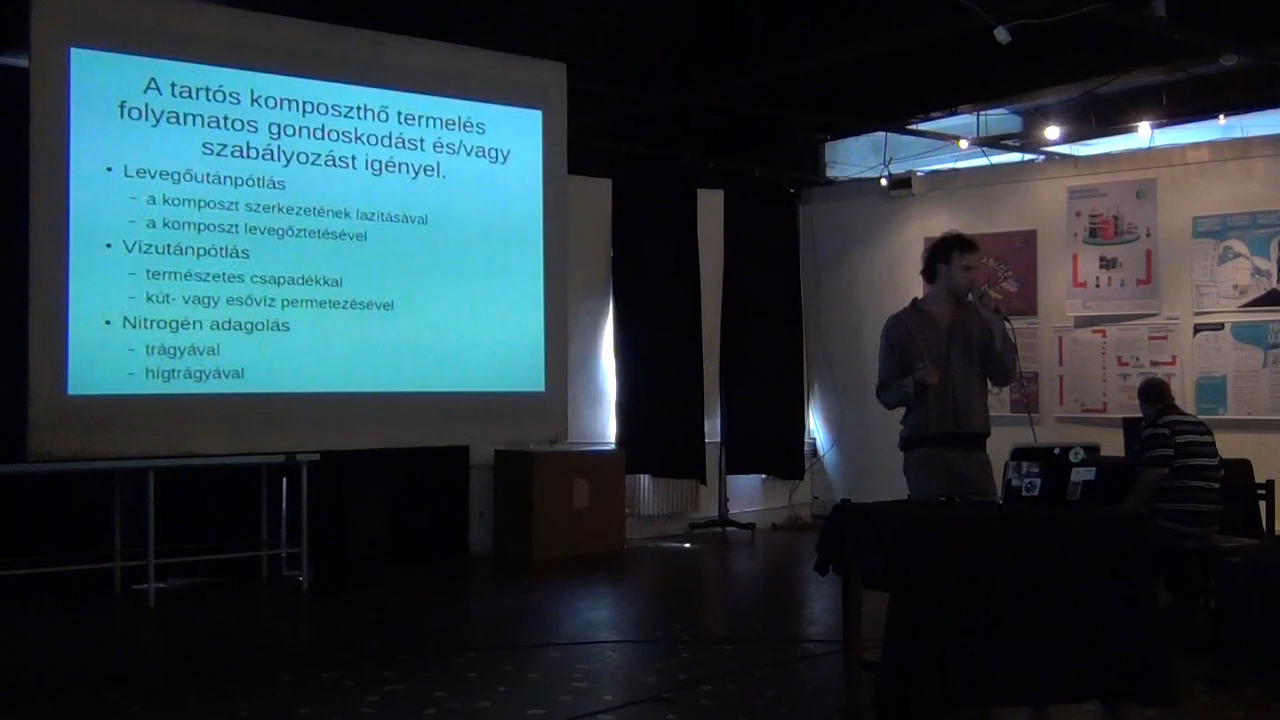 A tartós komposzthő termelés
folyamatos gondoskodást és/vagy
szabályozást igényel.
• Levegőutánpótlás
– a komposzt szerkezetének lazításával
– a komposzt levegőztetésével
• Vízutánpótlás
– természetes csapadékkal
– kút- vagy esővíz permetezésével
• Nitrogén adagolás
– trágyával
– hígtrágyával